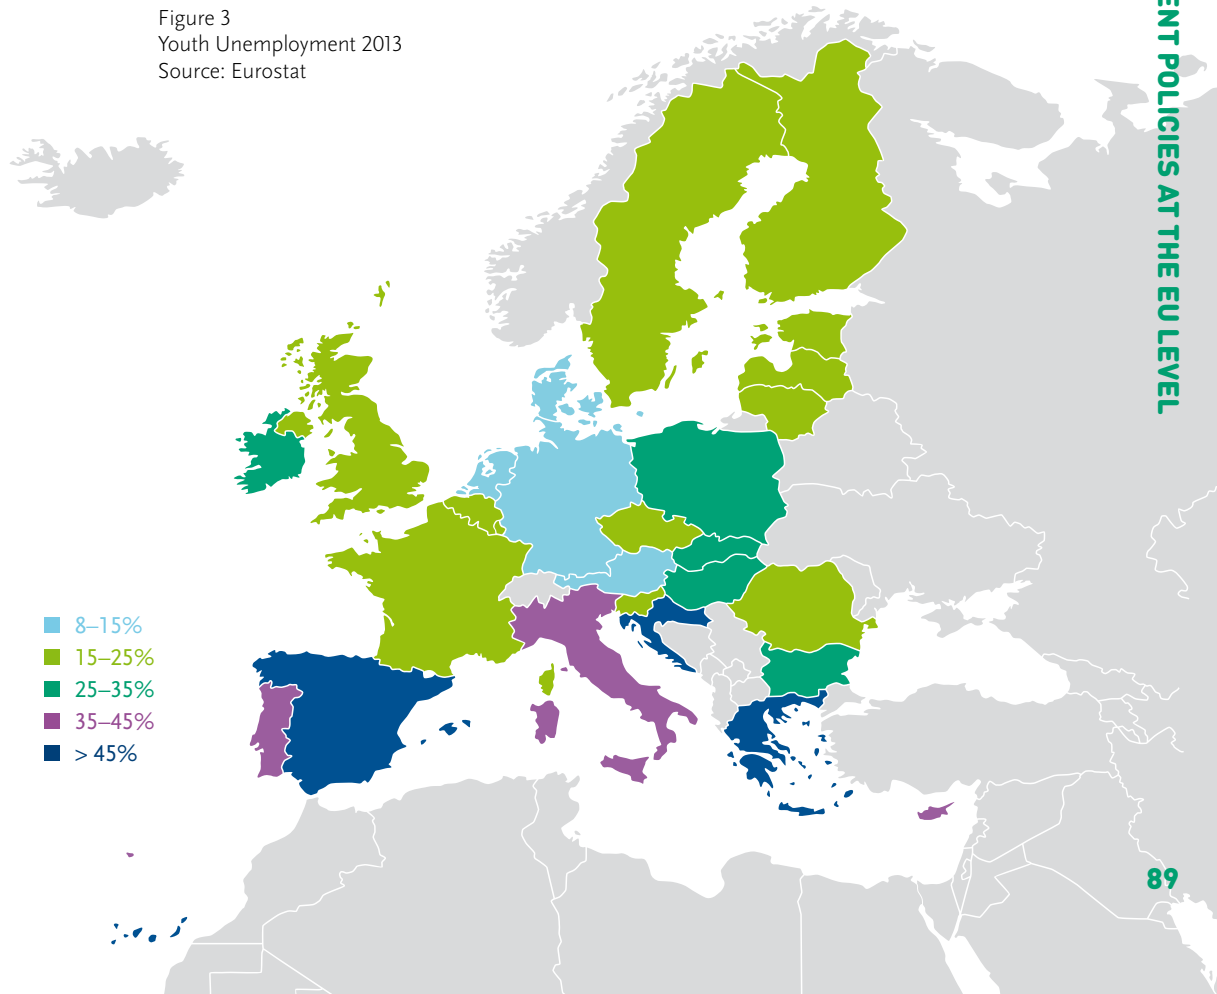 Figure 3
Youth Unemployment 2013
Source: Eurostat
POLICIES AT THE EU LEVEL
8–15%
15–25%
25–35%
35–45%
> 45%
89